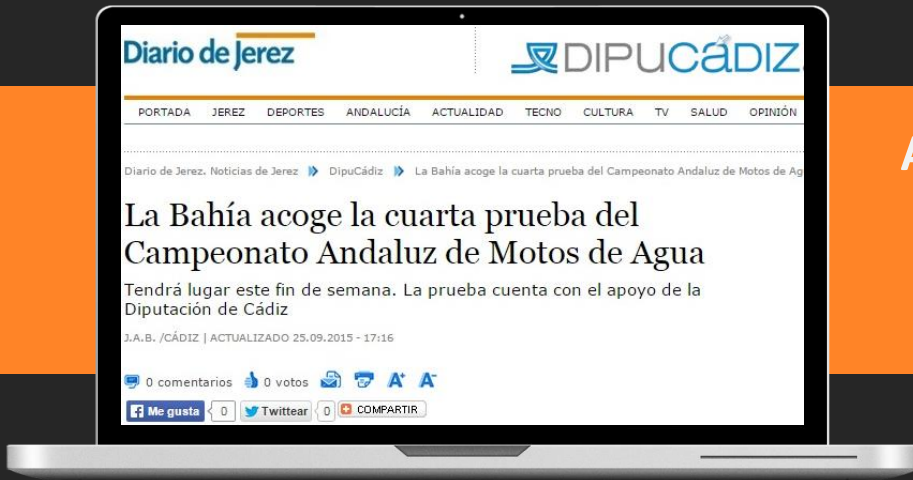 Diario de Jerez
DIPUCádIZ
PORTADA JEREZ DEPORTES ANDALUCÍA ACTUALIDAD TECNO CULTURA TV SALUD OPINIÓN
Diario de Jerez. Noticias de Jerez DipuCádiz La Bahía acoge la cuarta prueba del Campeonato Andaluz de Motos de Ag
La Bahía acoge la cuarta prueba del
Campeonato Andaluz de Motos de Agua
Tendrá lugar este fin de semana. La prueba cuenta con el apoyo de la
Diputación de Cádiz
J.A.B. /CÁDIZ | ACTUALIZADO 25.09.2015 - 17:16
0 comentarios 0 votos A+ A-
Me gusta 0 Twittear 0 COMPARTIR
A